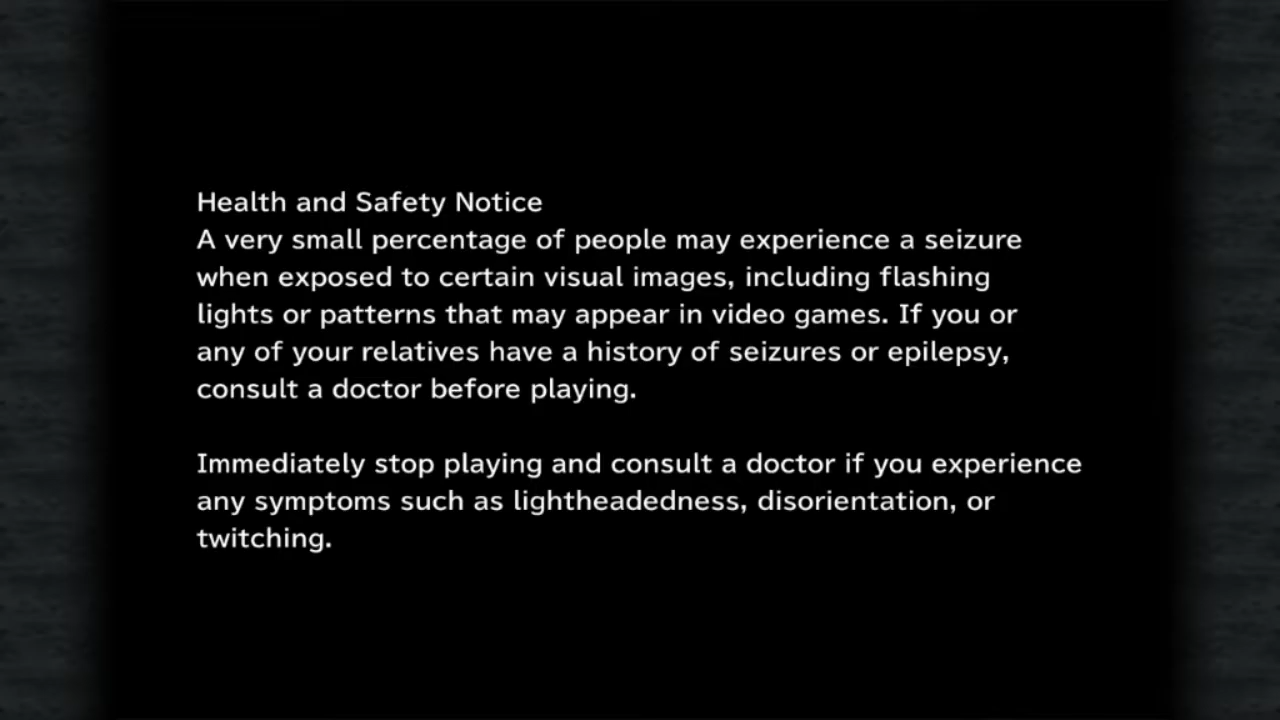 Health and Safety Notice
A very small percentage of people may experience a seizure
when exposed to certain visual images, including flashing
lights or patterns that may appear in video games. If you or
any of your relatives have a history of seizures or epilepsy,
consult a doctor before playing.
Immediately stop playing and consult a doctor if you experience
any symptoms such as lightheadedness, disorientation, or
twitching.